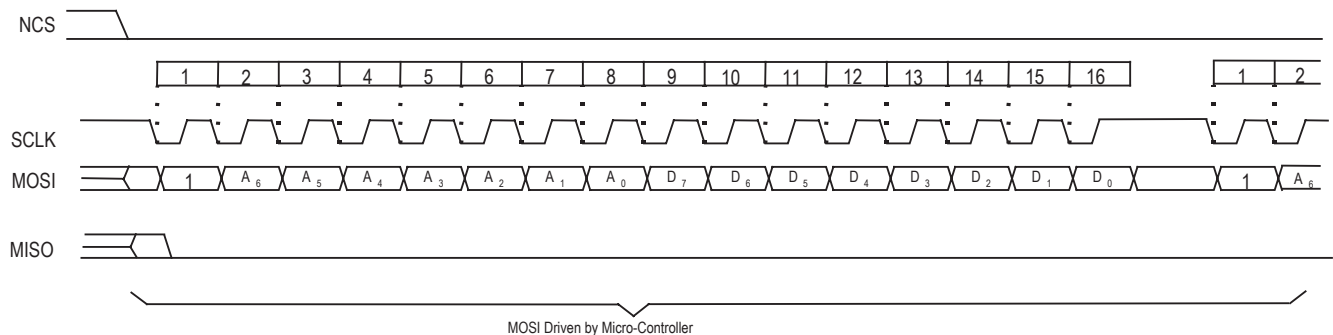 NCS
1 2 3 4 5 6 7 8 9 10 11 12 13 14 15 16 1 2
SCLK
MOSI 1 A6 A5 A4 A3 A2 A1 A0 D7 D6 D5 D4 D3 D2 D1 D0 1 A6
MISO
MOSI Driven by Micro-Controller